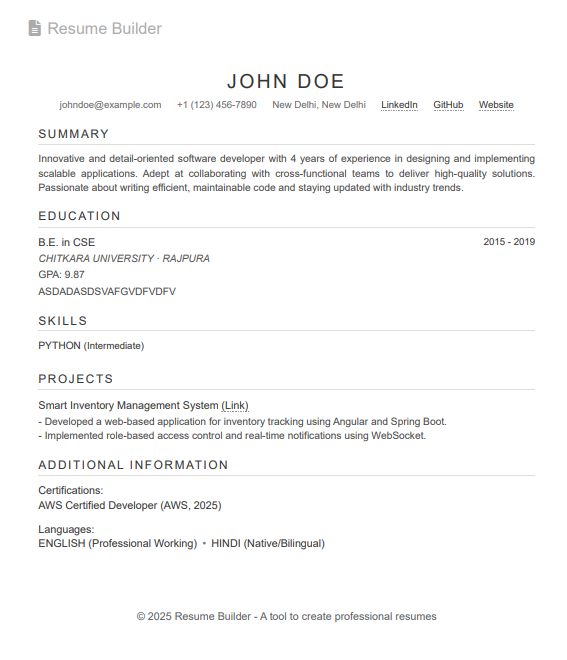 Resume Builder
JOHN DOE
johndoe@example.com +1 (123) 456-7890 New Delhi, New Delhi LinkedIn GitHub Website
SUMMARY
Innovative and detail-oriented software developer with 4 years of experience in designing and implementing
scalable applications. Adept at collaborating with cross-functional teams to deliver high-quality solutions.
Passionate about writing efficient, maintainable code and staying updated with industry trends.
EDUCATION
B.E. in CSE 2015 - 2019
CHITKARA UNIVERSITY · RAJPURA
GPA: 9.87
ASDADASDSVAFGVDFVDFV
SKILLS
PYTHON (Intermediate)
PROJECTS
Smart Inventory Management System (Link)
- Developed a web-based application for inventory tracking using Angular and Spring Boot.
- Implemented role-based access control and real-time notifications using WebSocket.
ADDITIONAL INFORMATION
Certifications:
AWS Certified Developer (AWS, 2025)
Languages:
ENGLISH (Professional Working) • HINDI (Native/Bilingual)
© 2025 Resume Builder - A tool to create professional resumes